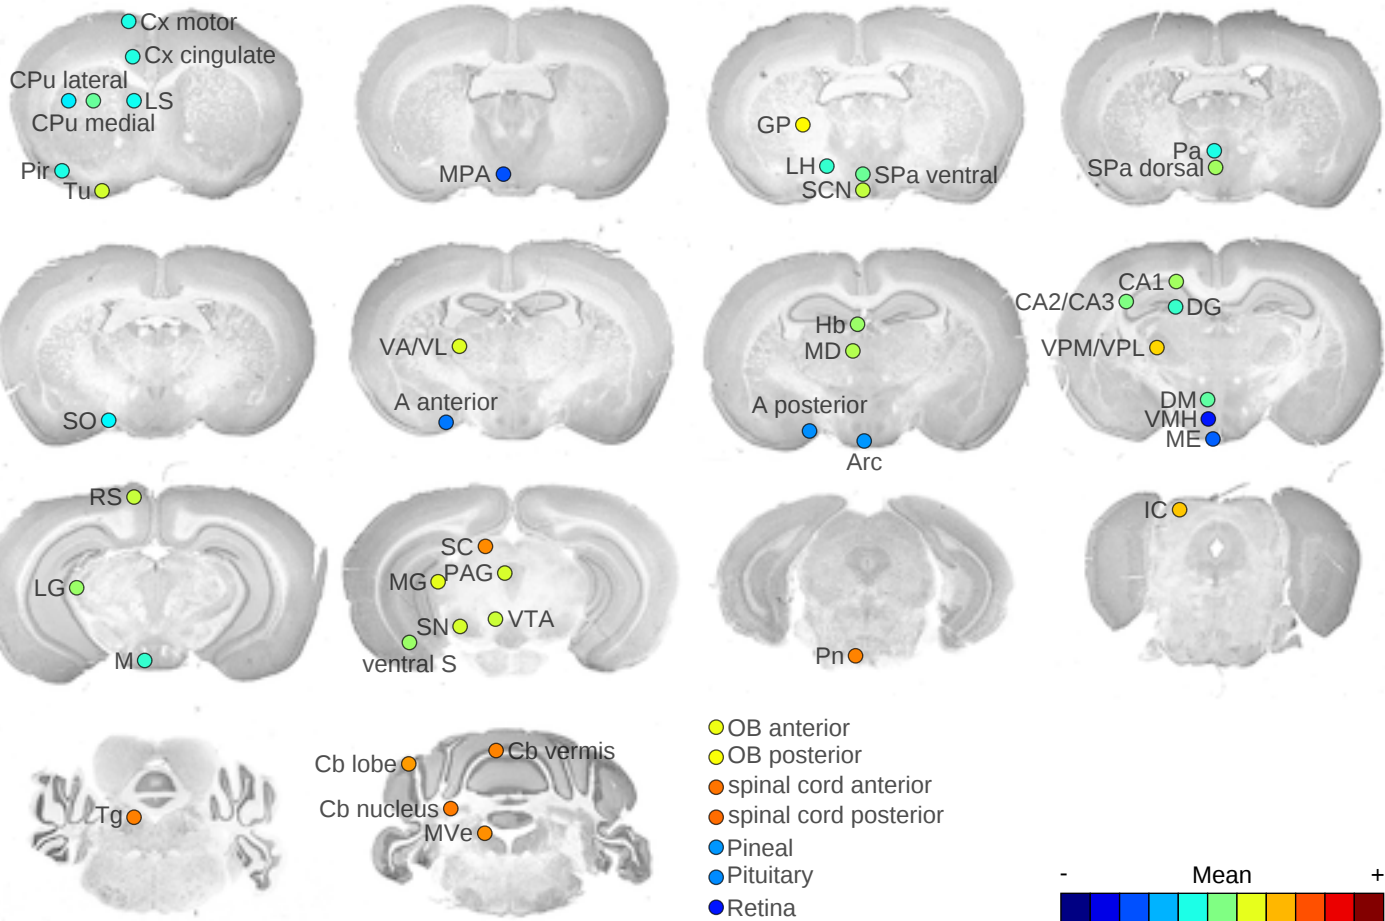 Cx motor
Cx cingulate
CPu lateral
LS
CPu medial
Pir
Tu
MPA
GP
LH
SPa ventral
SCN
Pa
SPa dorsal
SO
VA/VL
A anterior
Hb
MD
A posterior
Arc
CA1
CA2/CA3
DG
VPM/VPL
DM
VMH
ME
RS
LG
M
SC
MG
PAG
SN
VTA
ventral S
Pn
IC
Tg
Cb lobe
Cb vermis
Cb nucleus
MVe
OB anterior
OB posterior
spinal cord anterior
spinal cord posterior
Pineal
Pituitary
Retina
- Mean +